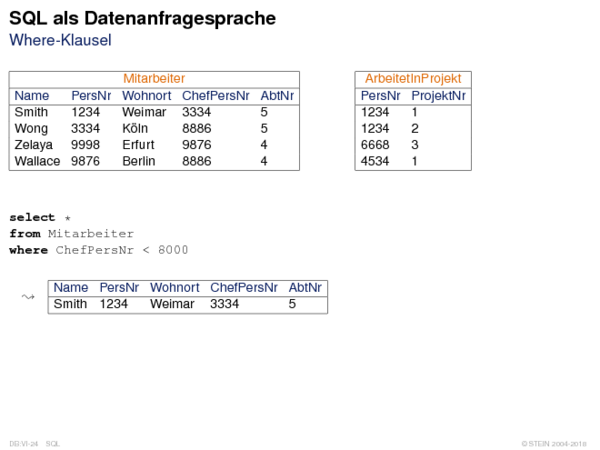 SQL als Datenanfragesprache
Where-Klausel
Mitarbeiter
Name PersNr Wohnort ChefPersNr AbtNr
Smith 1234 Weimar 3334 5
Wong 3334 Köln 8886 5
Zelaya 9998 Erfurt 9876 4
Wallace 9876 Berlin 8886 4
ArbeitetInProjekt
PersNr ProjektNr
1234 1
1234 2
6668 3
4534 1
select *
from Mitarbeiter
where ChefPersNr < 8000
⤳ Name PersNr Wohnort ChefPersNr AbtNr
Smith 1234 Weimar 3334 5
DB:VI-24 SQL
© STEIN 2004-2018